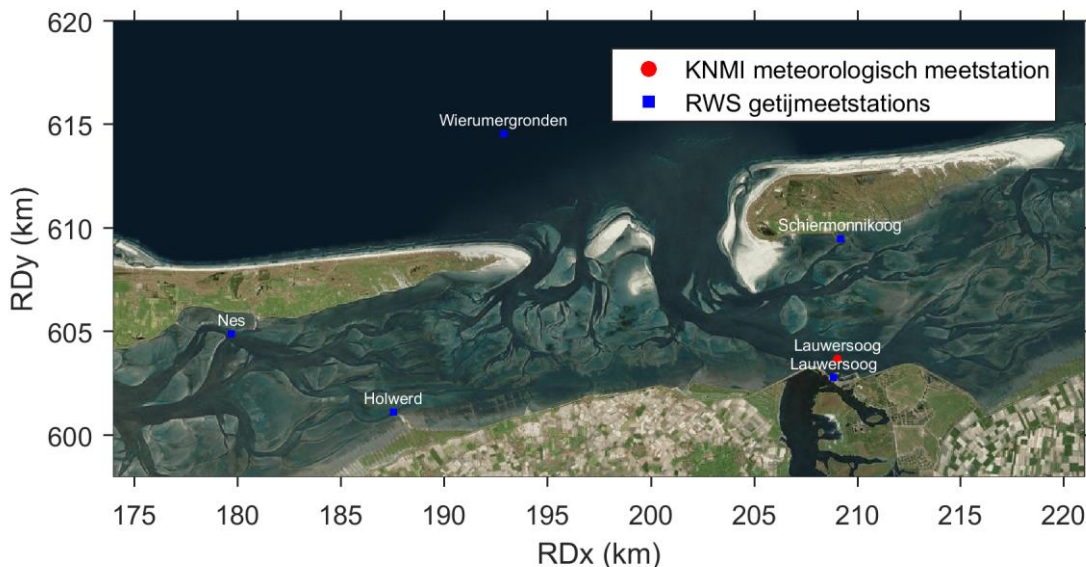 620
615
610
605
600
RDy (km)
KNMI meteorologisch meetstation
RWS getijmeetstations
Wierumergronden
Schiermonnikoog
Nes
Lauwersoog
Lauwersoog
Holwerd
175 180 185 190 195 200 205 210 215 220
RDx (km)